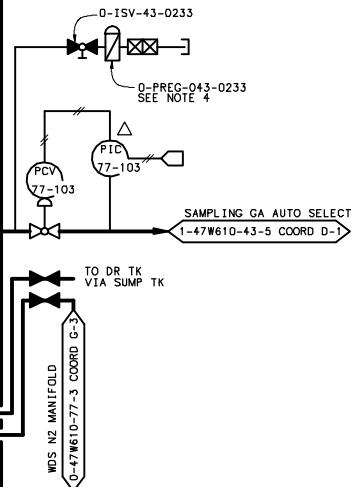 0-ISV-43-0233
0-PREG-043-0233
SEE NOTE 4
PIC
77-103
PCV
77-103
SAMPLING GA AUTO SELECT
1-47W610-43-5 COORD D-1
TO DR TK
VIA SUMP TK
WDS N2 MANIFOLD
0-47W610-77-3 COORD G-3